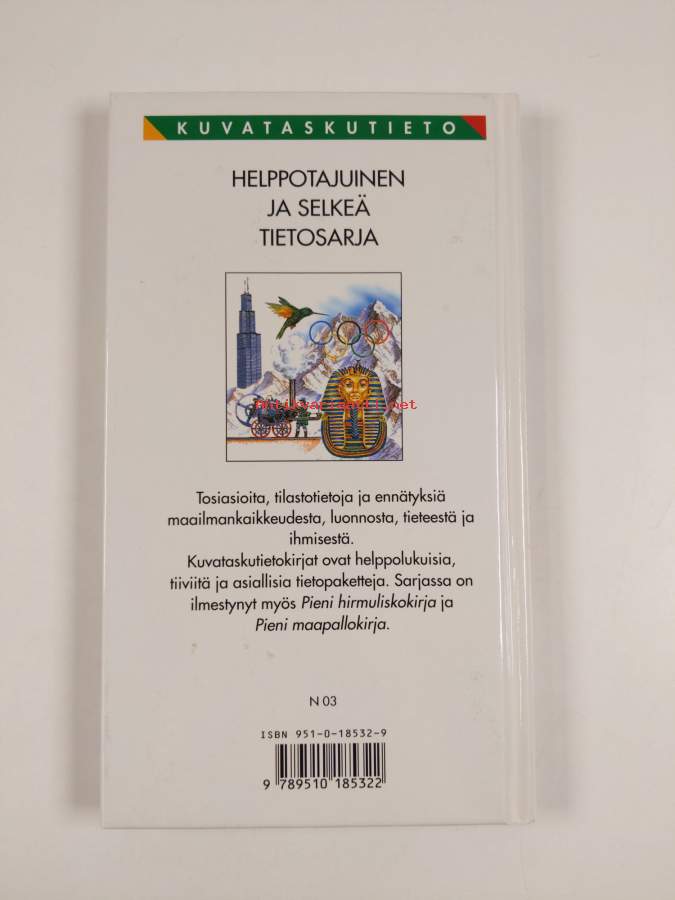 KUVATASKUTIETO
HELPPOTAJUINEN
JA SELKEÄ
TIETOSARJA
Antikvariaatti.net
Tosiasioita, tilastotietoja ja ennätyksiä
maailmankaikkeudesta, luonnosta, tieteestä ja
ihmisestä.
Kuvataskutietokirjat ovat helppolukuisia,
tiiviitä ja asiallisia tietopaketteja. Sarjassa on
ilmestynyt myös Pieni hirmuliskokirja ja
Pieni maapallokirja.
N 03
ISBN 951-0-18532-9
9 789510 185322